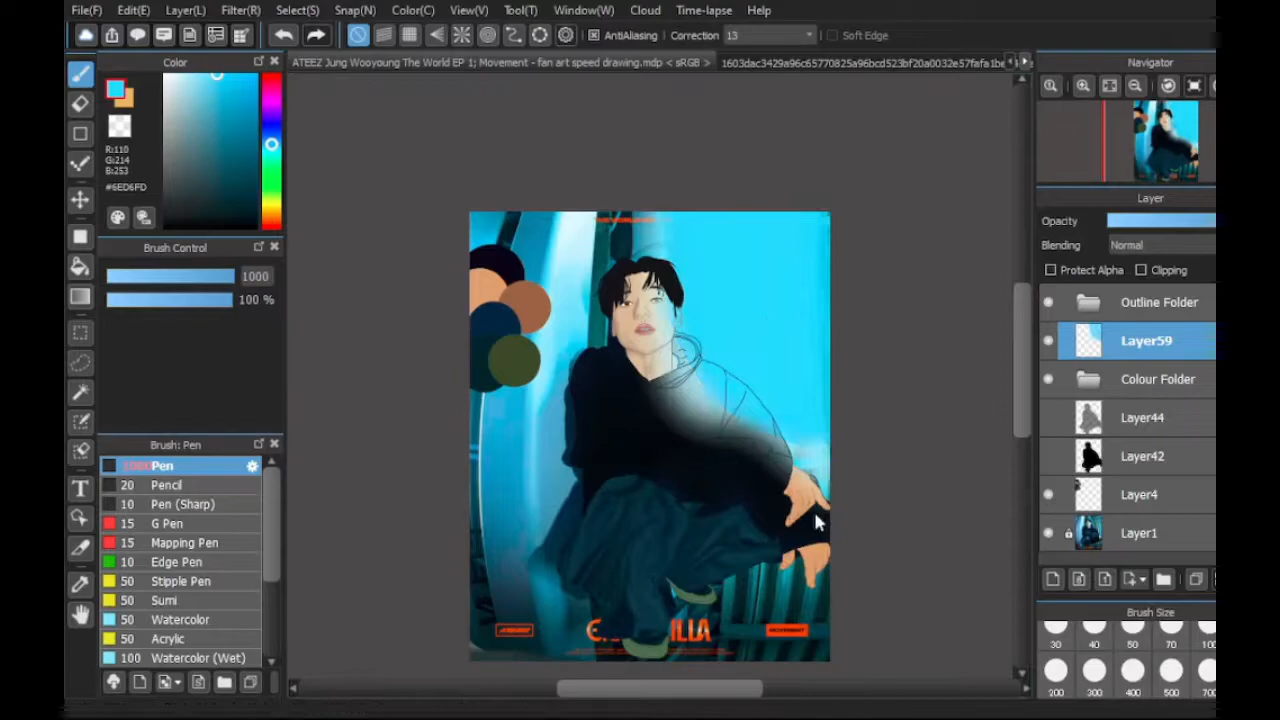 File(F) Edit(E) Layer(L) Filter(R) Select(S) Snap(N) Color(C) View(V) Tool(T) Window(W) Cloud Time-lapse Help
AntiAliasing Correction 13 Soft Edge
Color
ATEEZ Jung Wooyoung The World EP 1; Movement - fan art speed drawing.mdp < sRGB >
Navigator
R:110
G:214
B:253
#6ED6FD
Brush Control
1000
100 %
Layer
Opacity
Blending Normal
Protect Alpha Clipping
Outline Folder
Layer59
Colour Folder
Layer44
Layer42
Layer4
Layer1
Brush: Pen
1000 Pen
20 Pencil
10 Pen (Sharp)
15 G Pen
15 Mapping Pen
10 Edge Pen
50 Stipple Pen
50 Sumi
50 Watercolor
50 Acrylic
100 Watercolor (Wet)
ILLA
Brush Size
30 40 50 70 100
200 300 400 500 700